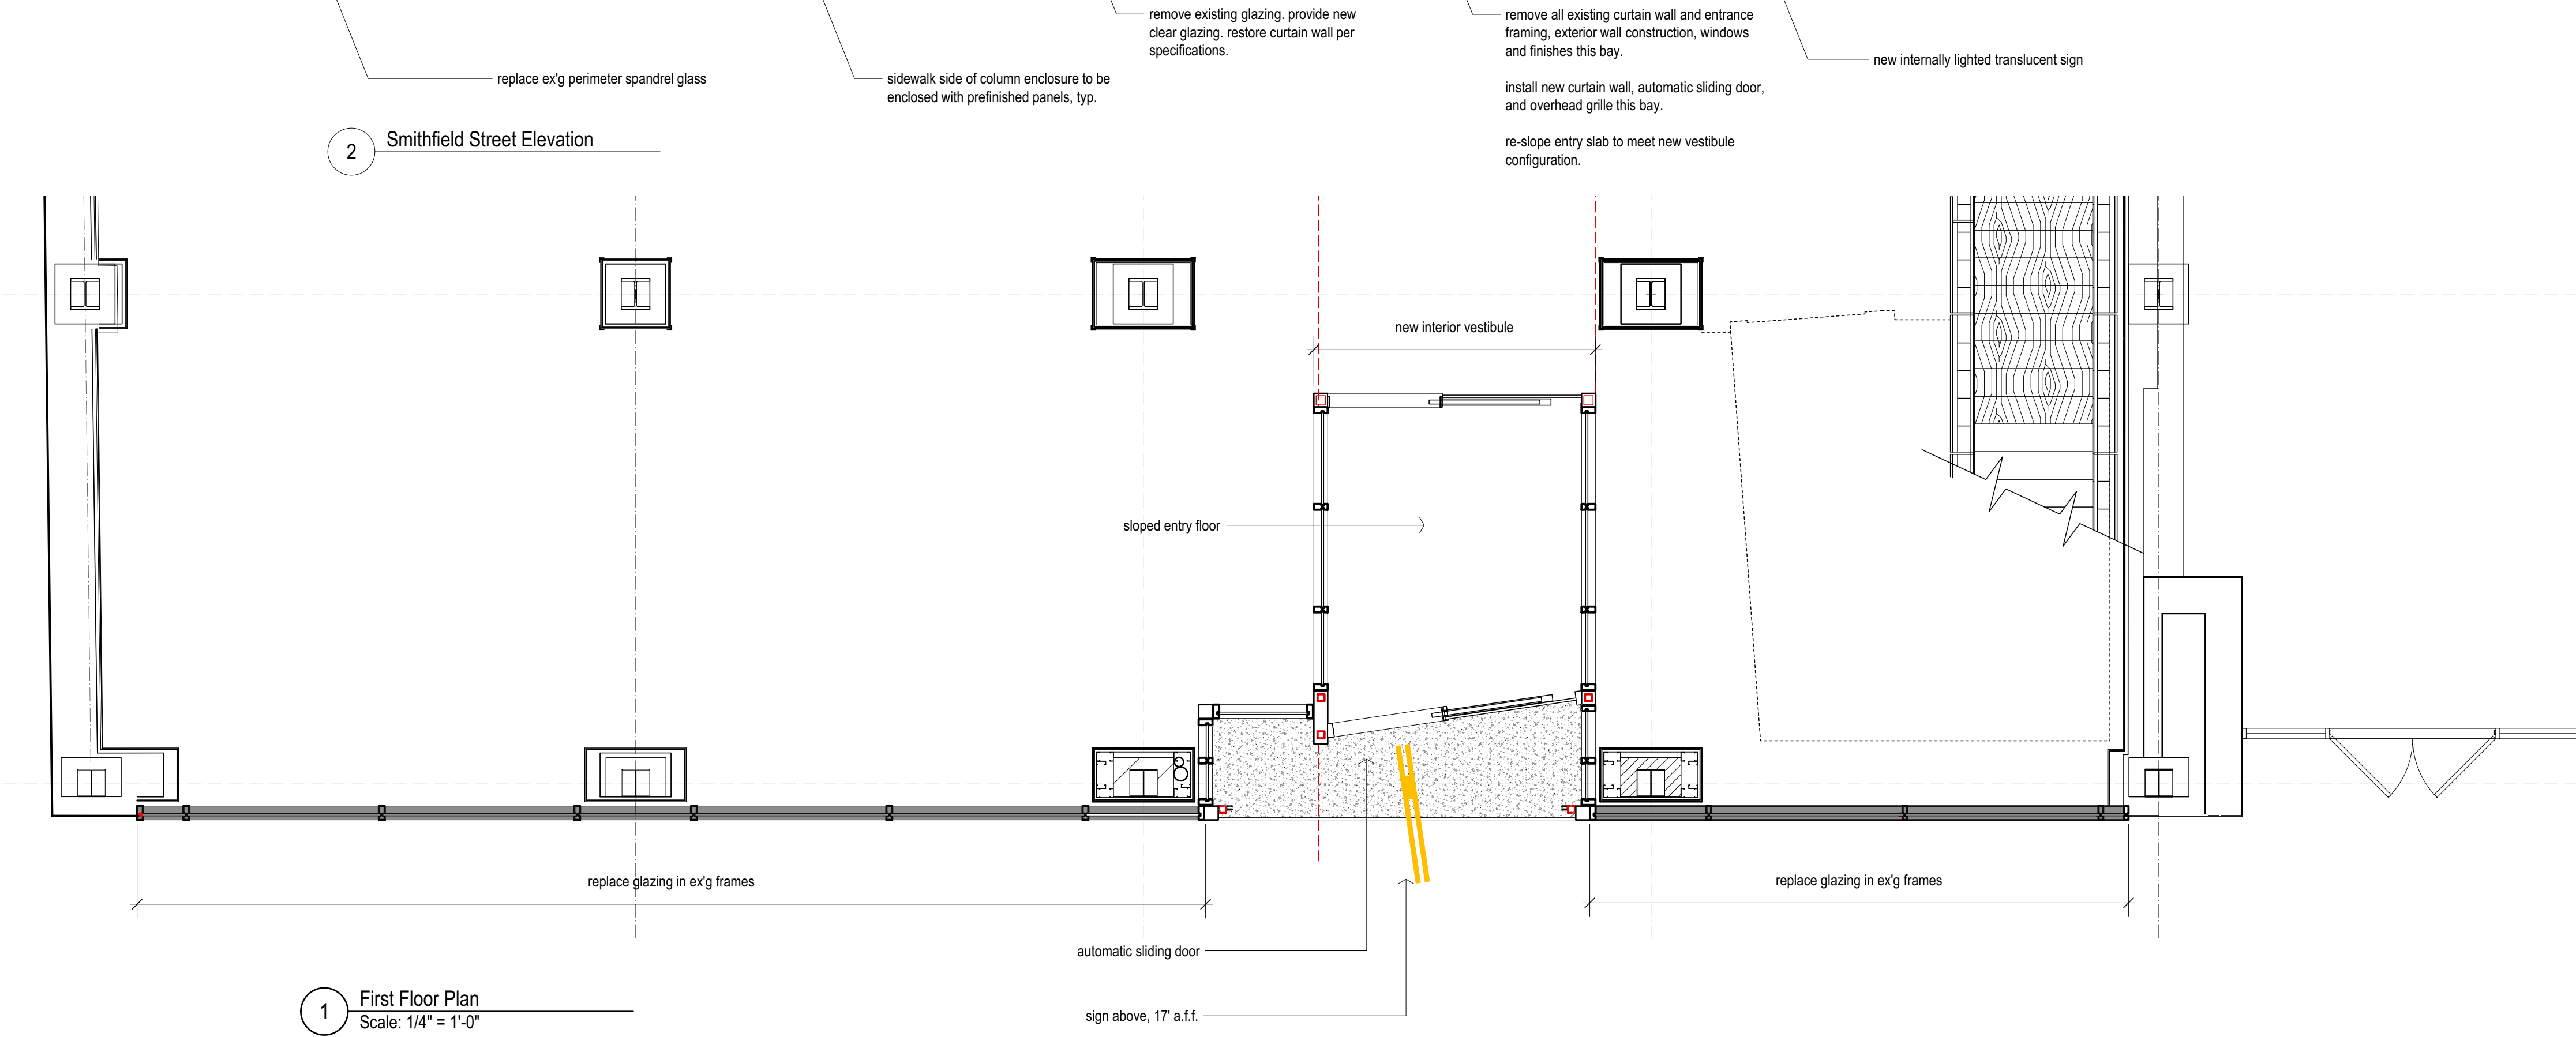 remove existing glazing. provide new
clear glazing. restore curtain wall per
specifications.
remove all existing curtain wall and entrance
framing, exterior wall construction, windows
and finishes this bay.
install new curtain wall, automatic sliding door,
and overhead grille this bay.
re-slope entry slab to meet new vestibule
configuration.
new internally lighted translucent sign
replace ex'g perimeter spandrel glass
sidewalk side of column enclosure to be
enclosed with prefinished panels, typ.
2
Smithfield Street Elevation
new interior vestibule
sloped entry floor
replace glazing in ex'g frames
replace glazing in ex'g frames
automatic sliding door
sign above, 17' a.f.f.
1
First Floor Plan
Scale: 1/4" = 1'-0"